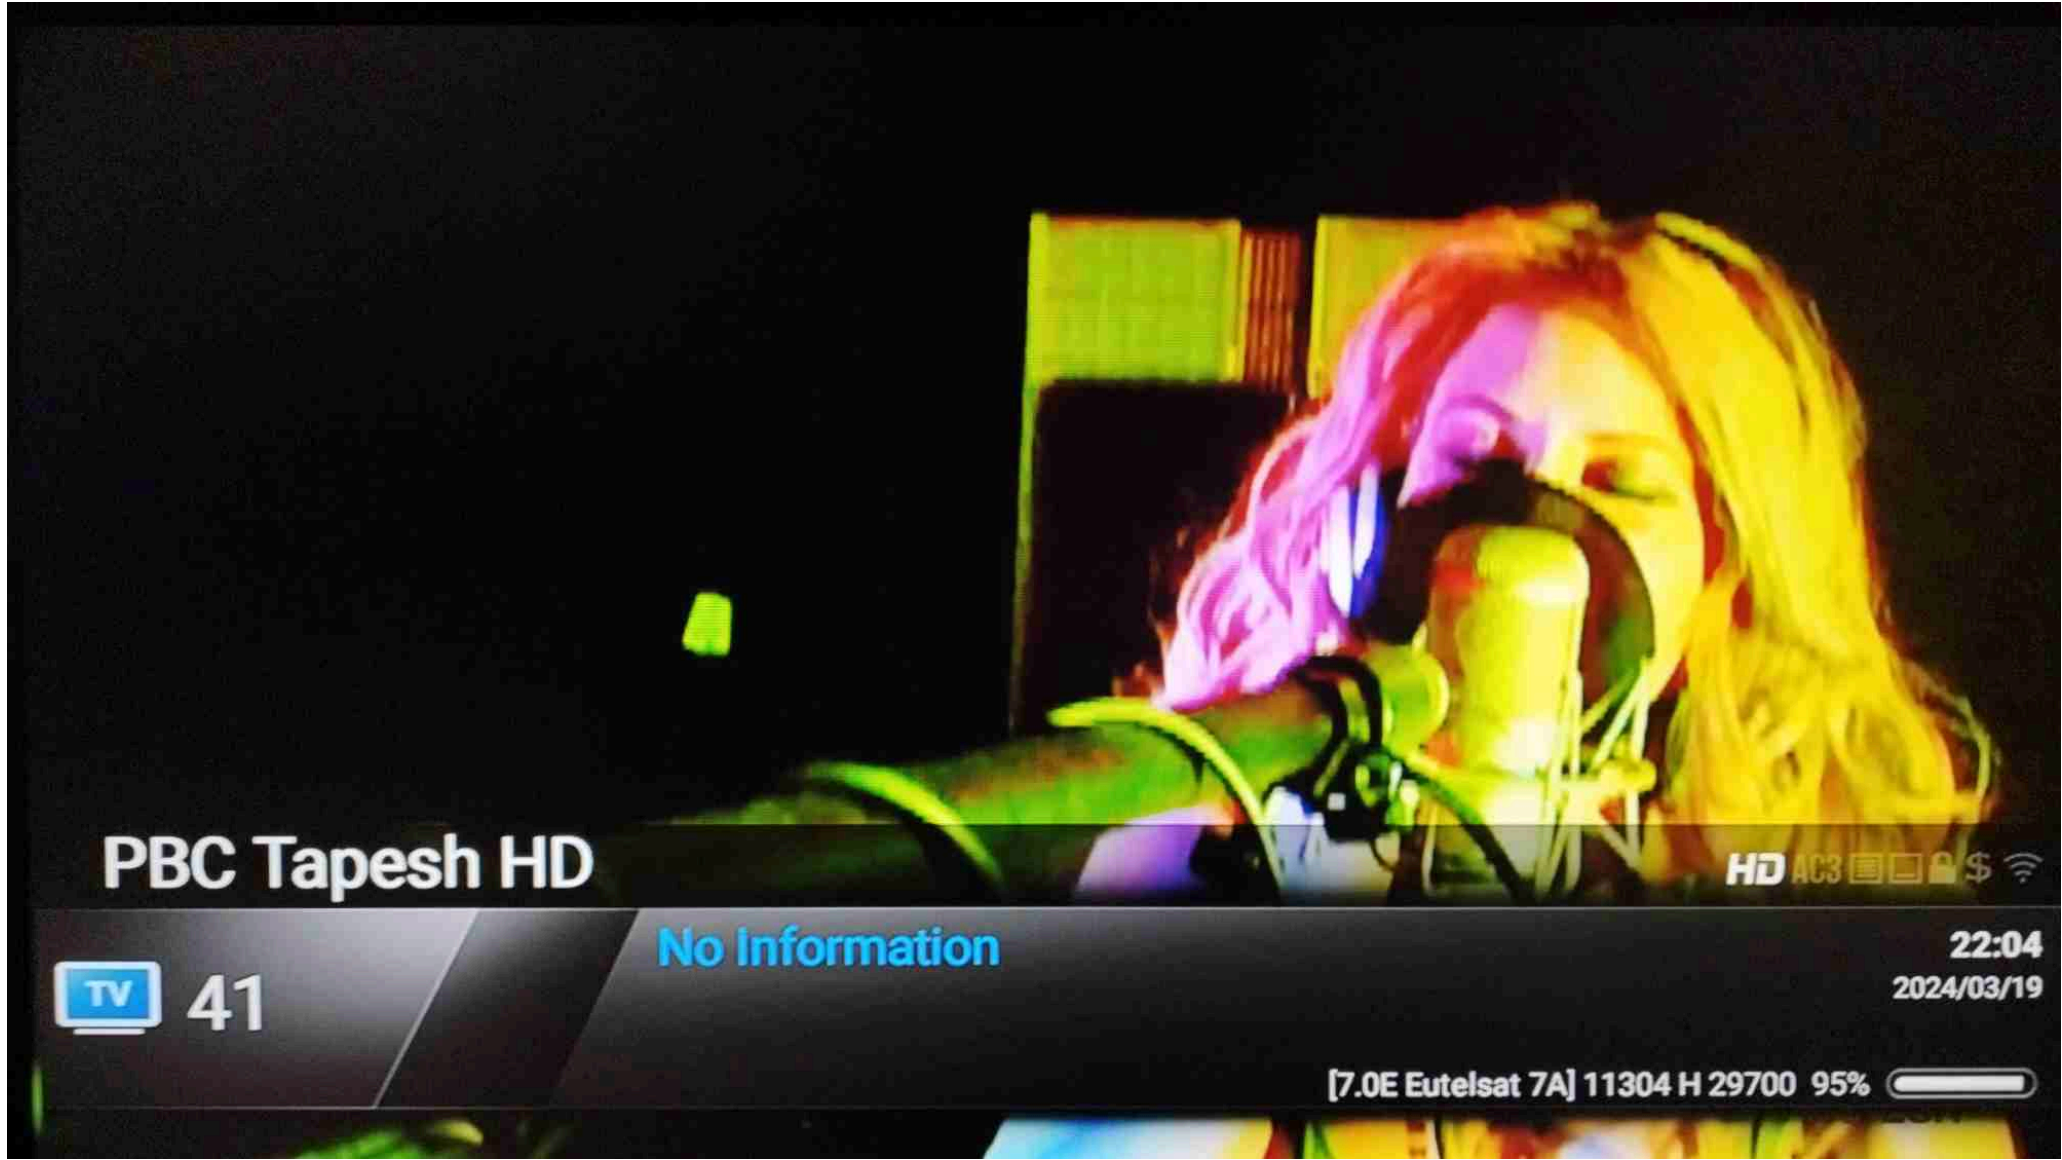 PBC Tapesh HD
HD AC3 $
No Information
TV 41
22:04
2024/03/19
[7.0E Eutelsat 7A] 11304 H 29700 95%